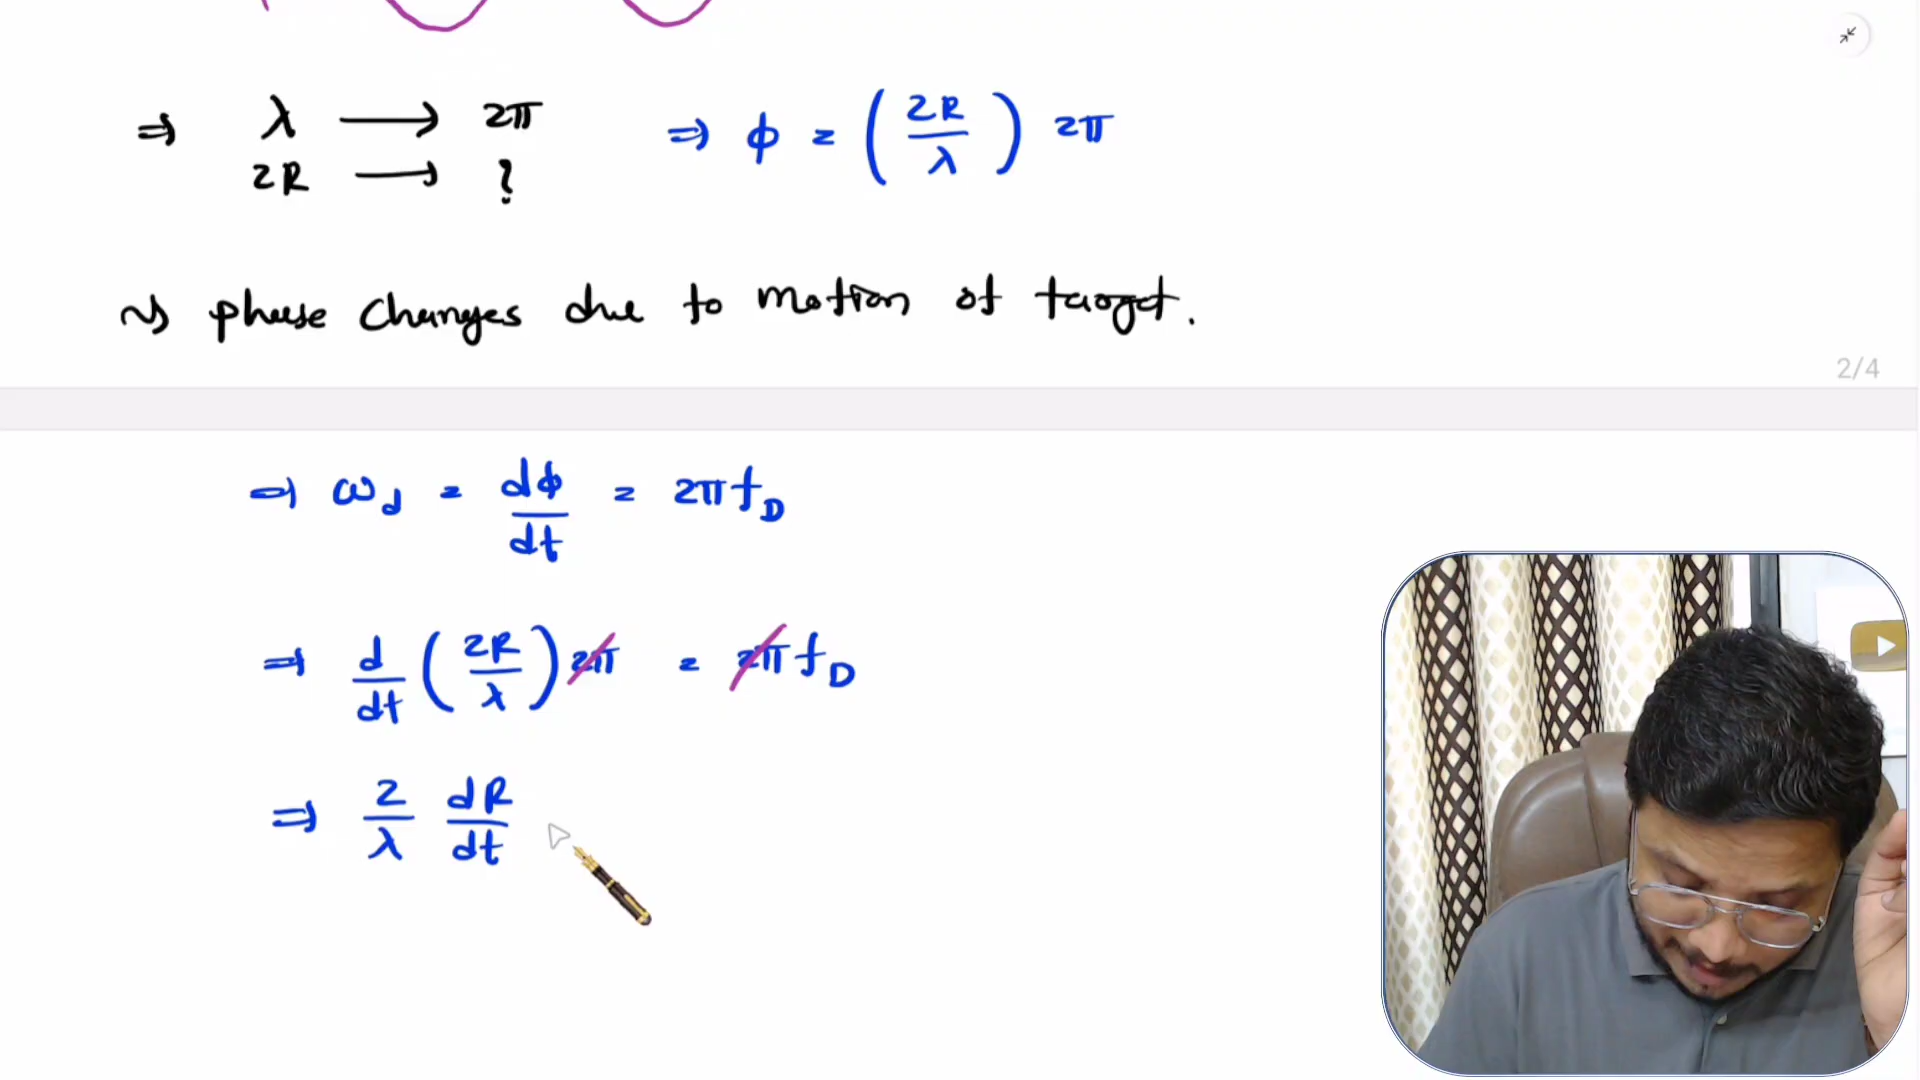 ⇒ λ → 2π ⇒ φ = (2R/λ) 2π
2R → ?
~> phase changes due to motion of target.
2/4
⇒ ω_d = dφ/dt = 2πf_D
⇒ d/dt (2R/λ) 2π = 2πf_D
⇒ 2/λ dR/dt